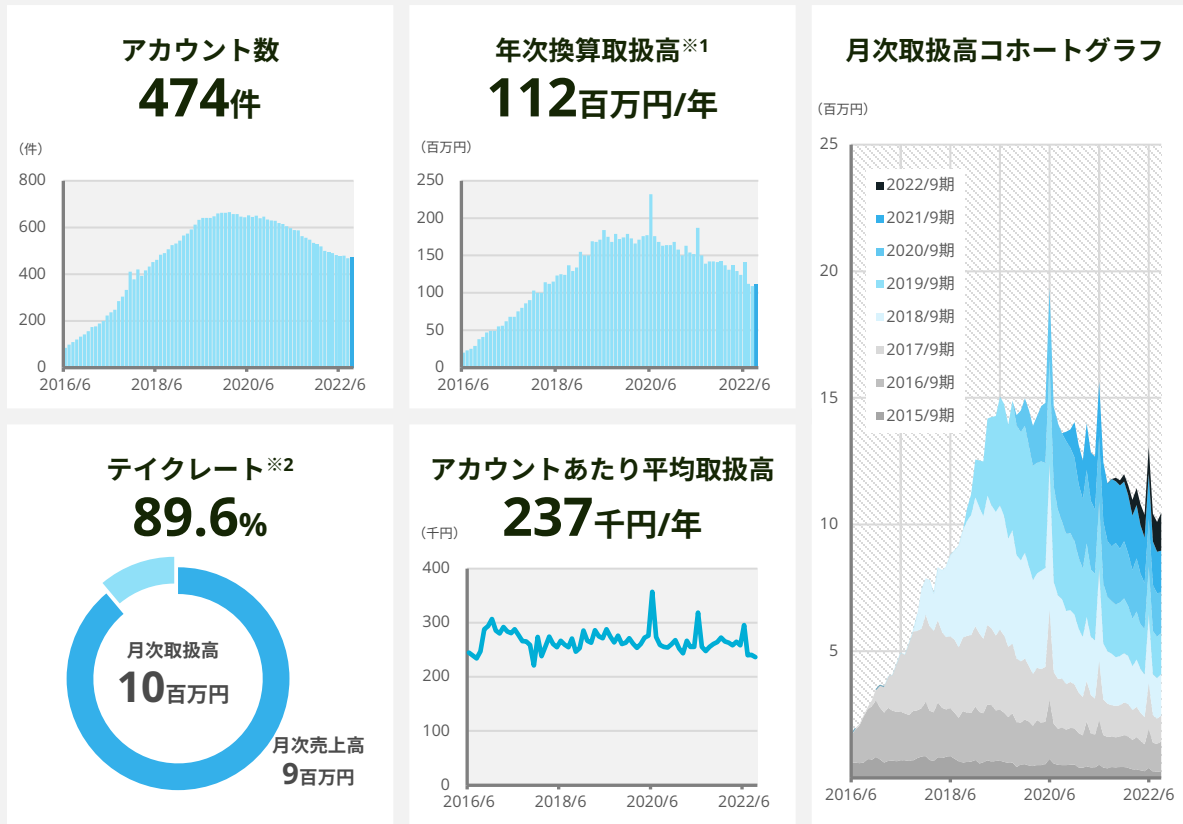 アカウント数
474件
（件）
800
600
400
200
0
2016/6 2018/6 2020/6 2022/6
年次換算取扱高※1
112百万円/年
（百万円）
250
200
150
100
50
0
2016/6 2018/6 2020/6 2022/6
月次取扱高コホートグラフ
（百万円）
25
20
15
10
5
2022/9期
2021/9期
2020/9期
2019/9期
2018/9期
2017/9期
2016/9期
2015/9期
2016/6 2018/6 2020/6 2022/6
テイクレート※2
89.6%
月次取扱高
10百万円
月次売上高
9百万円
アカウントあたり平均取扱高
237千円/年
（千円）
400
300
200
100
0
2016/6 2018/6 2020/6 2022/6